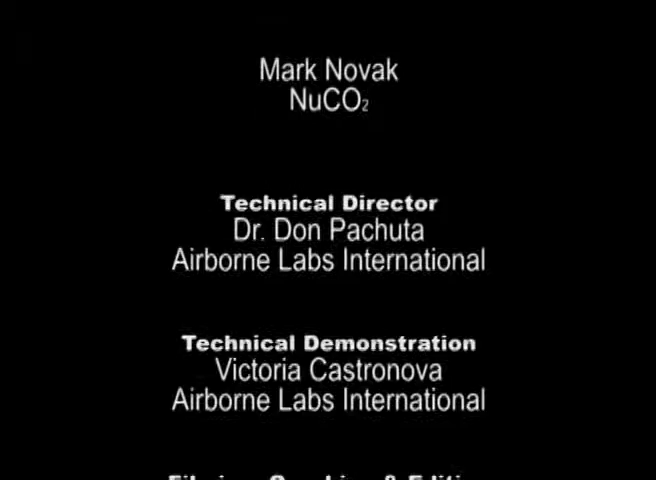 Mark Novak
NuCO₂
Technical Director
Dr. Don Pachuta
Airborne Labs International
Technical Demonstration
Victoria Castronova
Airborne Labs International